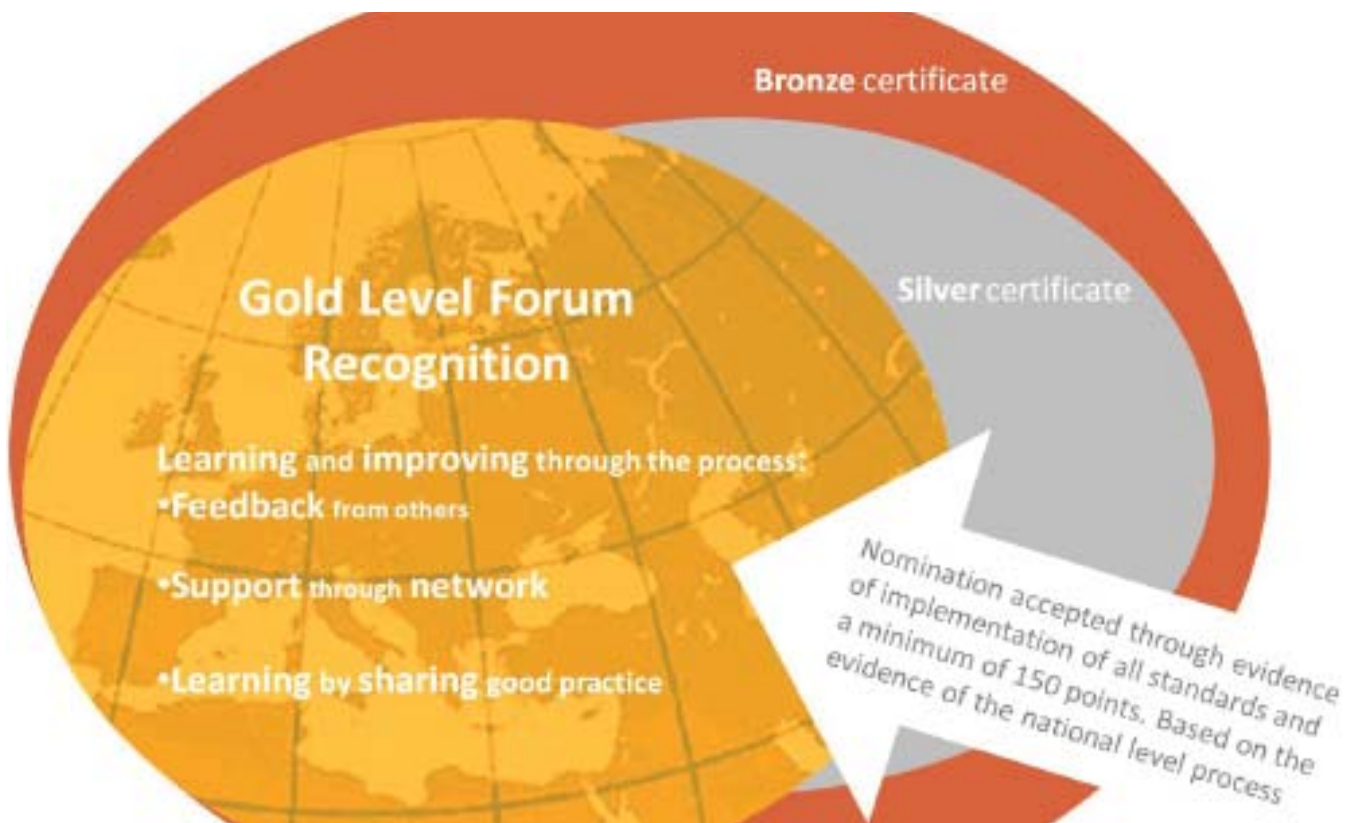 Bronze certificate
Silver certificate
Gold Level Forum
Recognition
Learning and improving through the process:
•Feedback from others
•Support through network
•Learning by sharing good practice
Nomination accepted through evidence
of implementation of all standards and
a minimum of 150 points. Based on the
evidence of the national level process